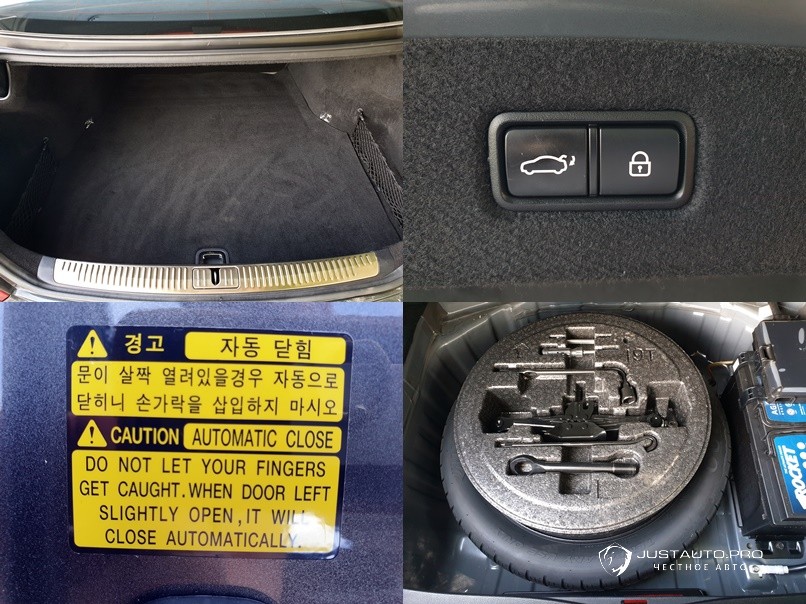 경고 자동 닫힘
문이 살짝 열려있을경우 자동으로
닫히니 손가락을 삽입하지 마시오
CAUTION AUTOMATIC CLOSE
DO NOT LET YOUR FINGERS
GET CAUGHT.WHEN DOOR LEFT
SLIGHTLY OPEN,IT WILL
CLOSE AUTOMATICALLY.
19T
AG
ROCKET
JUSTAUTO.PRO
ЧЕСТНОЕ АВТО